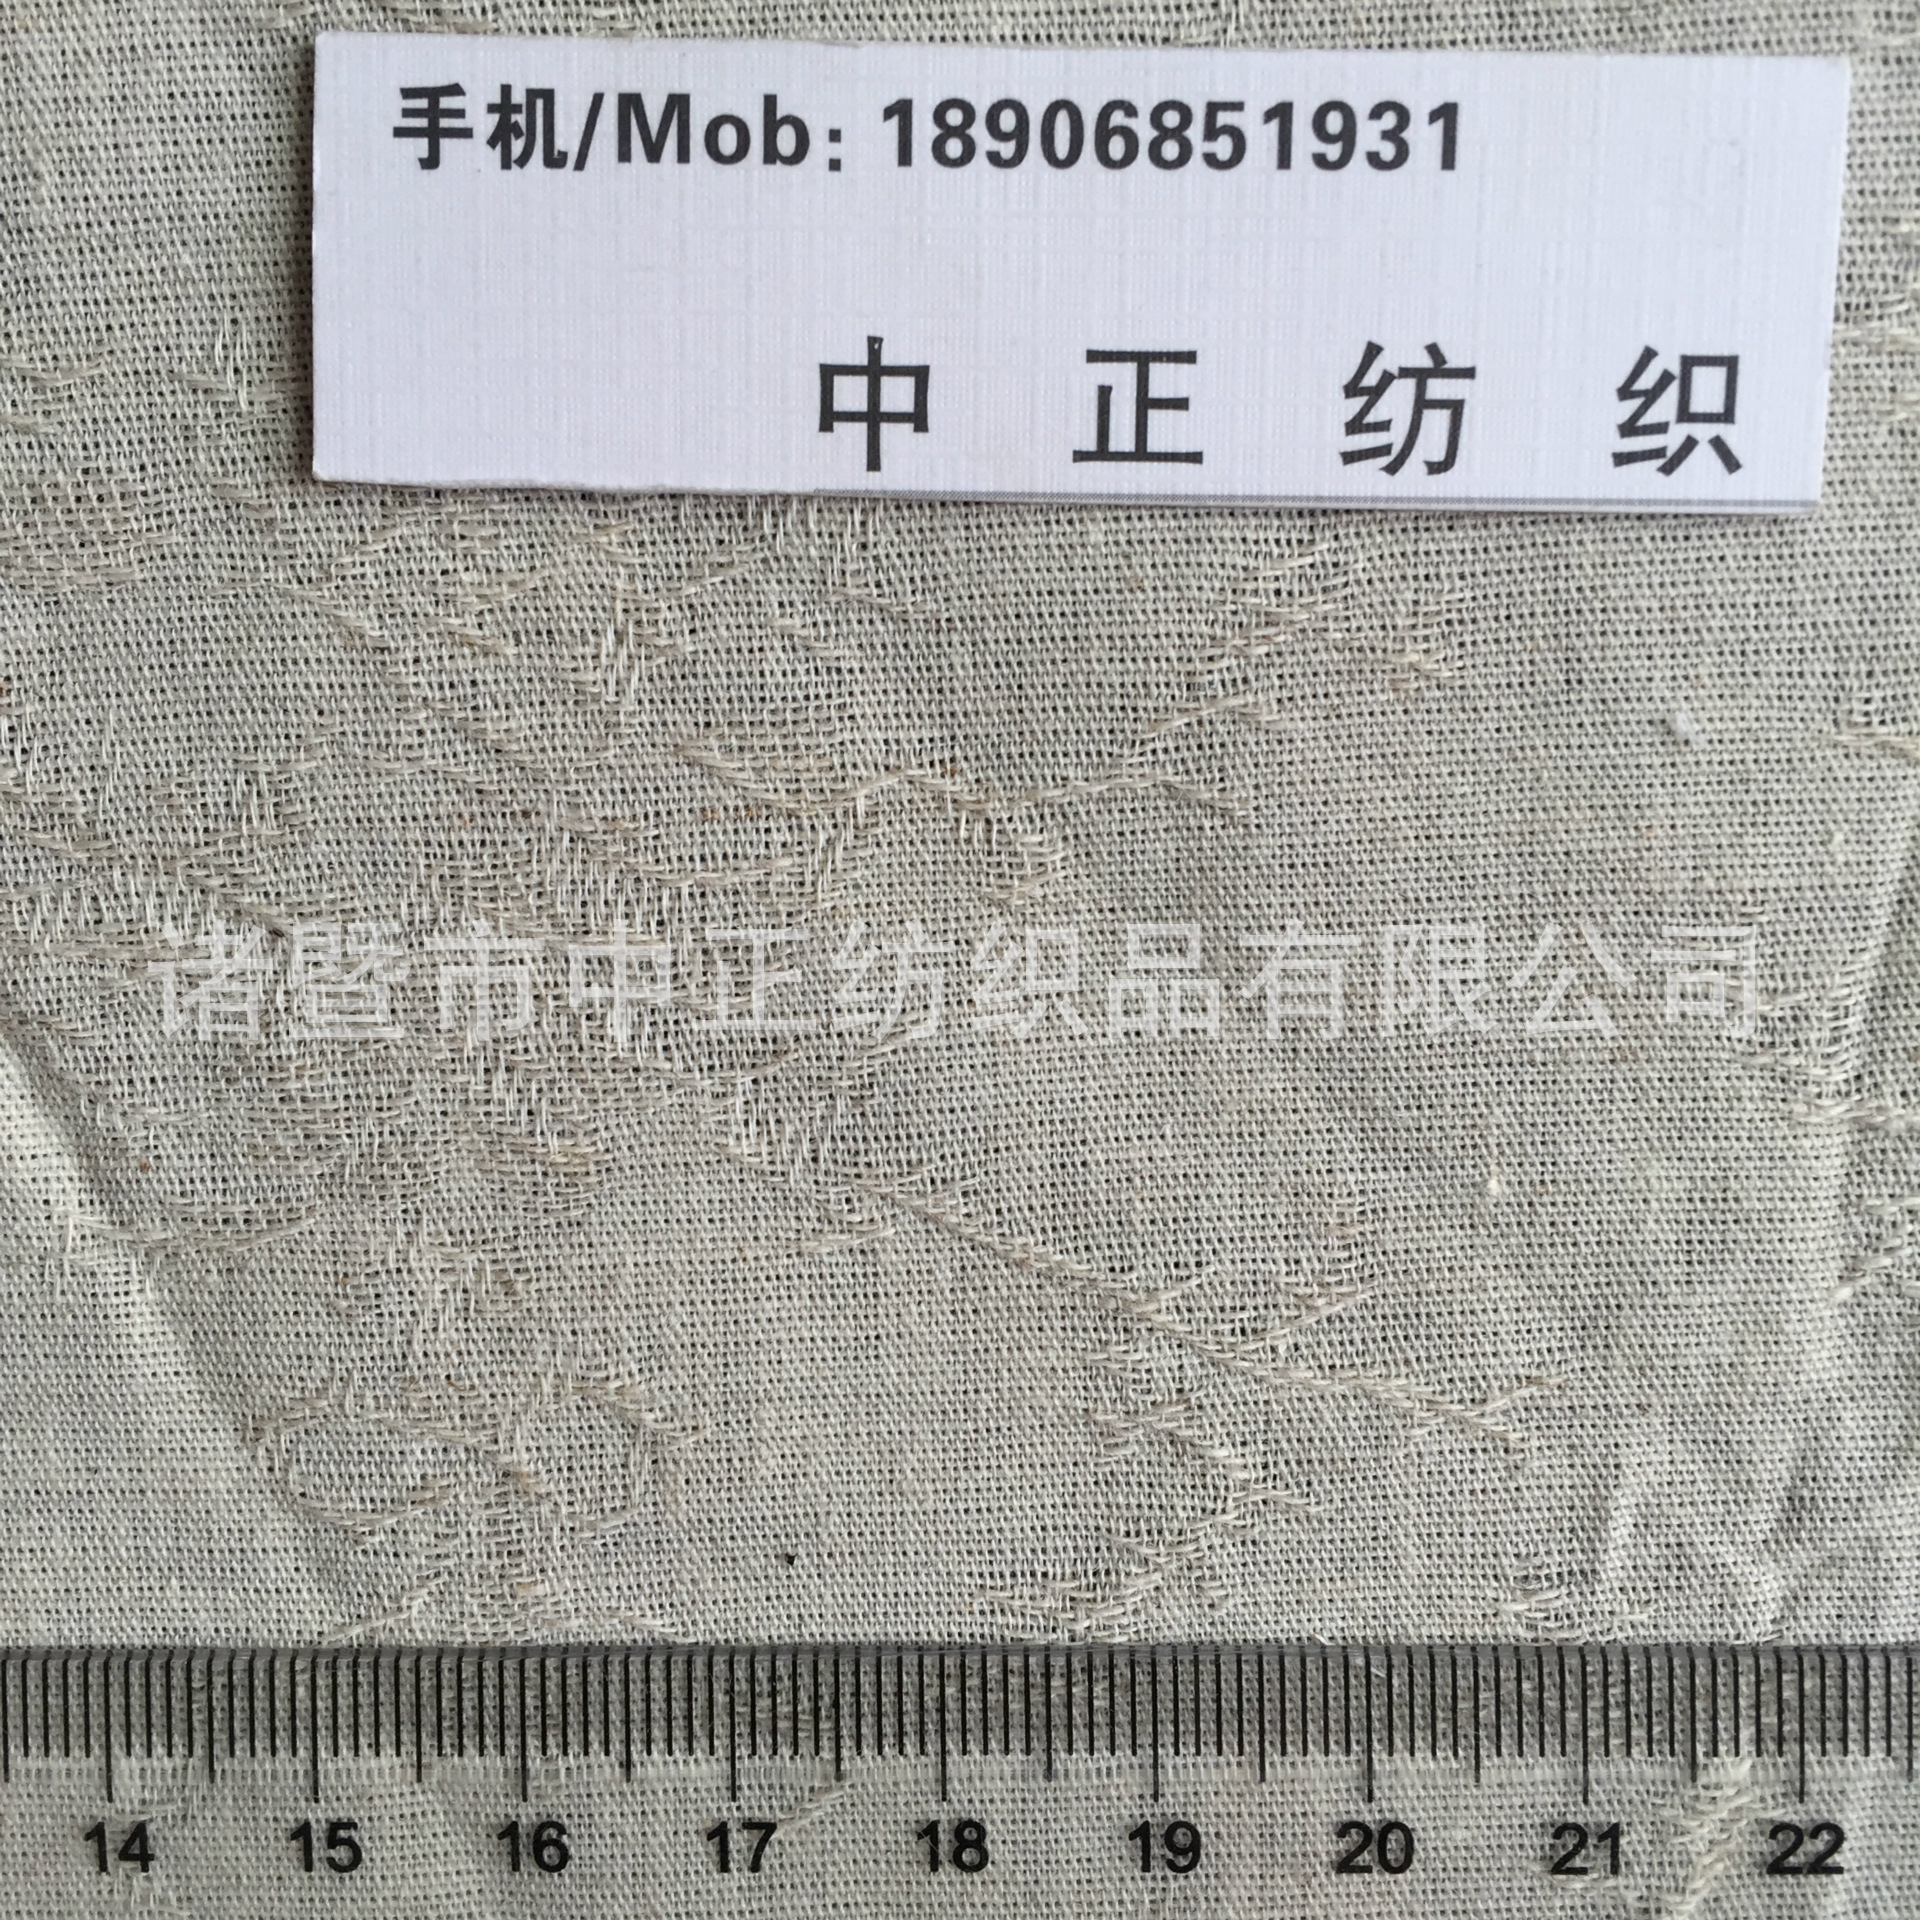 手机/Mob: 18906851931
中正纺织
诸暨市中正纺织品有限公司
14 15 16 17 18 19 20 21 22